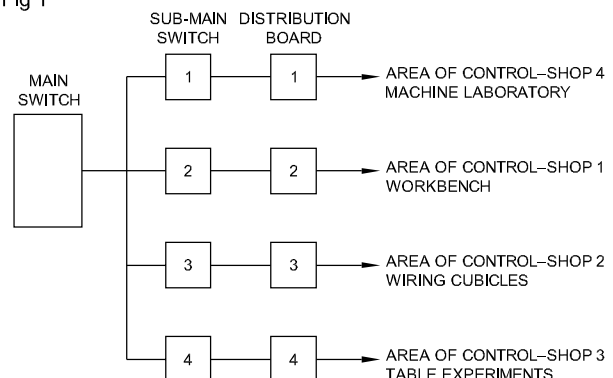 Fig 1
SUB-MAIN SWITCH
DISTRIBUTION BOARD
MAIN SWITCH
1
1
AREA OF CONTROL–SHOP 4
MACHINE LABORATORY
2
2
AREA OF CONTROL–SHOP 1
WORKBENCH
3
3
AREA OF CONTROL–SHOP 2
WIRING CUBICLES
4
4
AREA OF CONTROL–SHOP 3
TABLE EXPERIMENTS